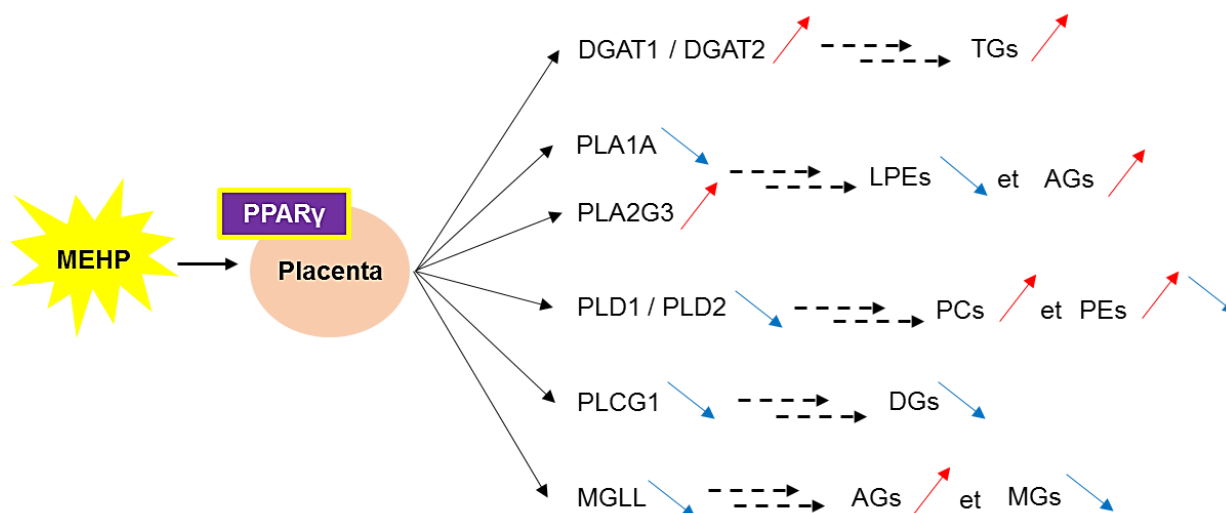 DGAT1 / DGAT2 TGs
PLA1A
LPEs et AGs
PLA2G3
PPARγ
MEHP
Placenta
PLD1 / PLD2 PCs et PEs
PLCG1 DGs
MGLL AGs et MGs